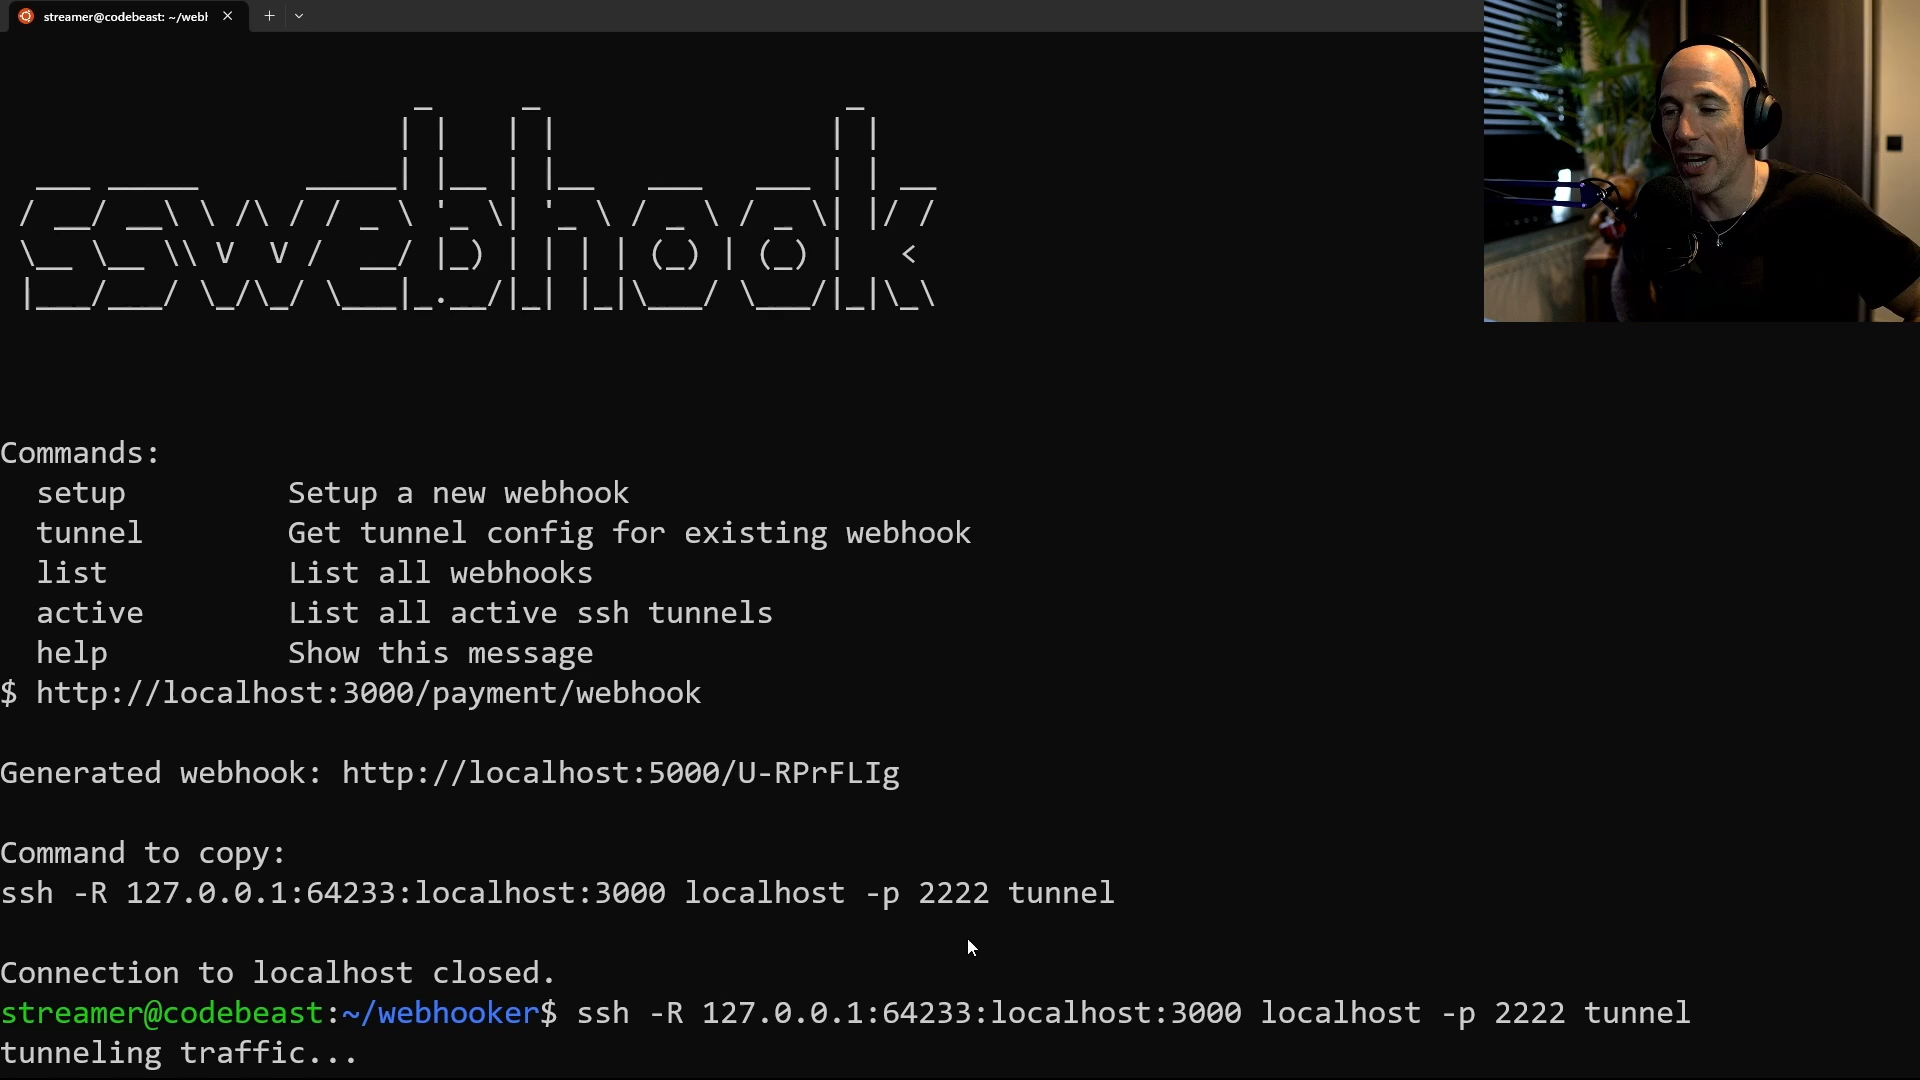 streamer@codebeast: ~/webh
sswebhook
Commands:
setup Setup a new webhook
tunnel Get tunnel config for existing webhook
list List all webhooks
active List all active ssh tunnels
help Show this message
$ http://localhost:3000/payment/webhook
Generated webhook: http://localhost:5000/U-RPrFLIg
Command to copy:
ssh -R 127.0.0.1:64233:localhost:3000 localhost -p 2222 tunnel
Connection to localhost closed.
streamer@codebeast:~/webhooker$ ssh -R 127.0.0.1:64233:localhost:3000 localhost -p 2222 tunnel
tunneling traffic...